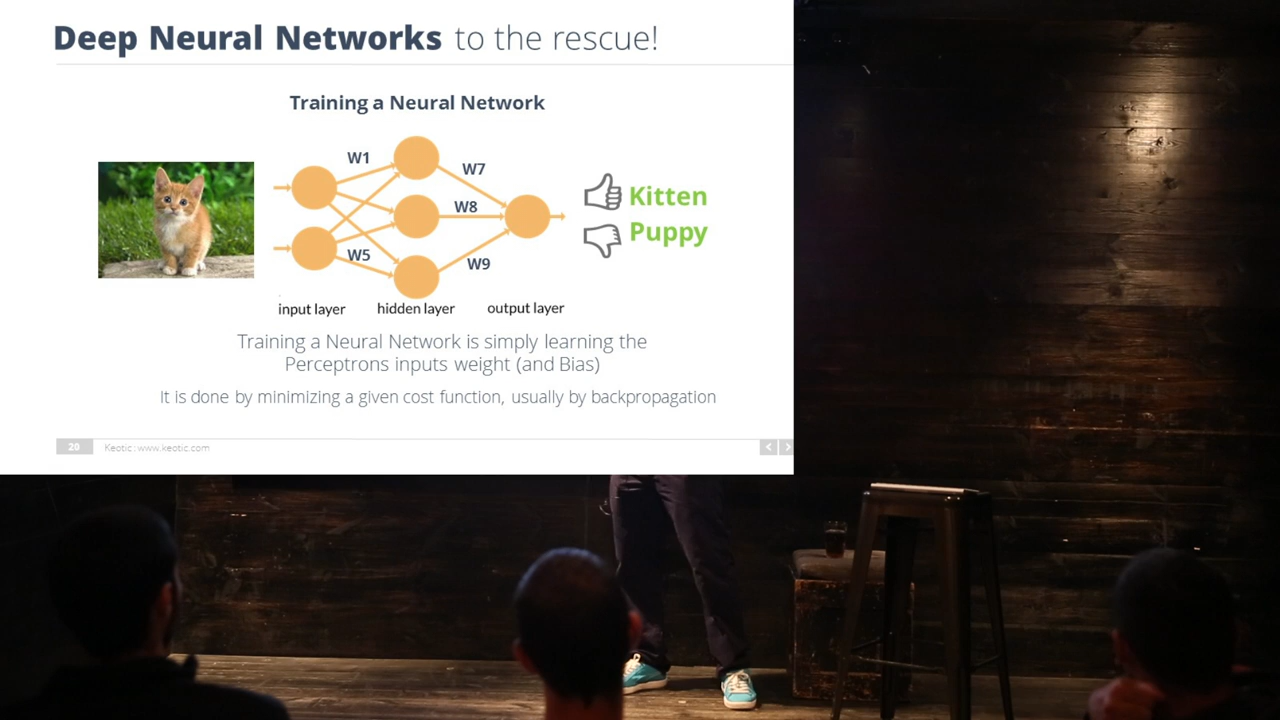 Deep Neural Networks to the rescue!
Training a Neural Network
W1
W7
W8
W5
W9
Kitten
Puppy
input layer hidden layer output layer
Training a Neural Network is simply learning the
Perceptrons inputs weight (and Bias)
It is done by minimizing a given cost function, usually by backpropagation
20 Keotic : www.keotic.com